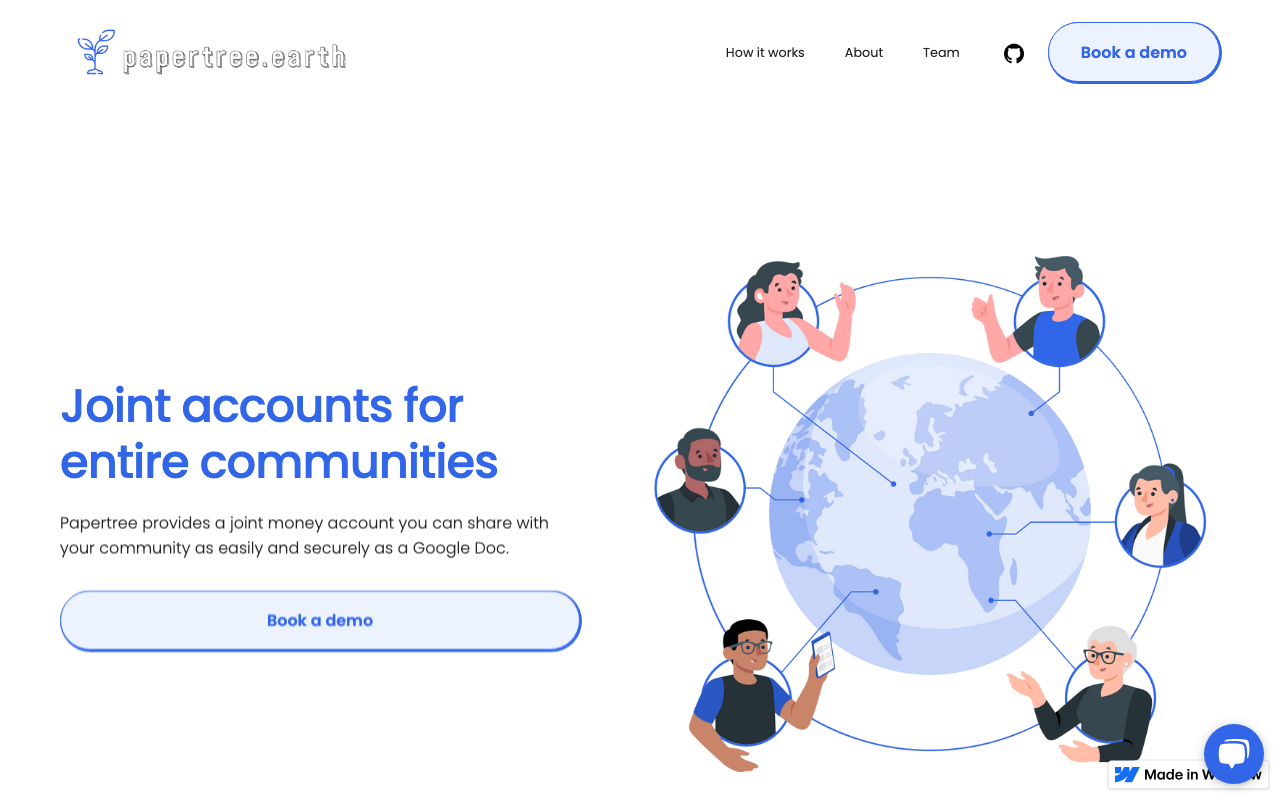 papertree.earth
How it works
About
Team
Book a demo
Joint accounts for
entire communities
Papertree provides a joint money account you can share with
your community as easily and securely as a Google Doc.
Book a demo
Made in